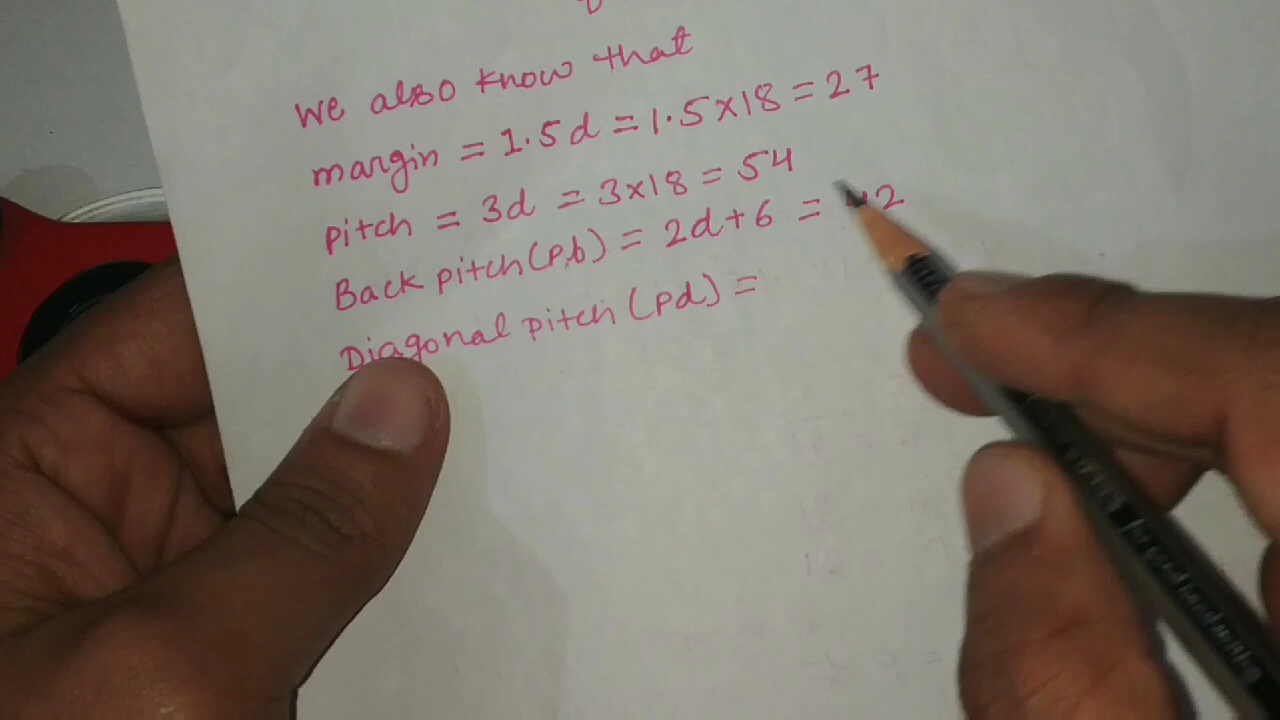 We also know that
margin = 1.5d = 1.5×18 = 27
pitch = 3d = 3×18 = 54
Back pitch (p.b) = 2d+6 = 42
Diagonal pitch (pd) =